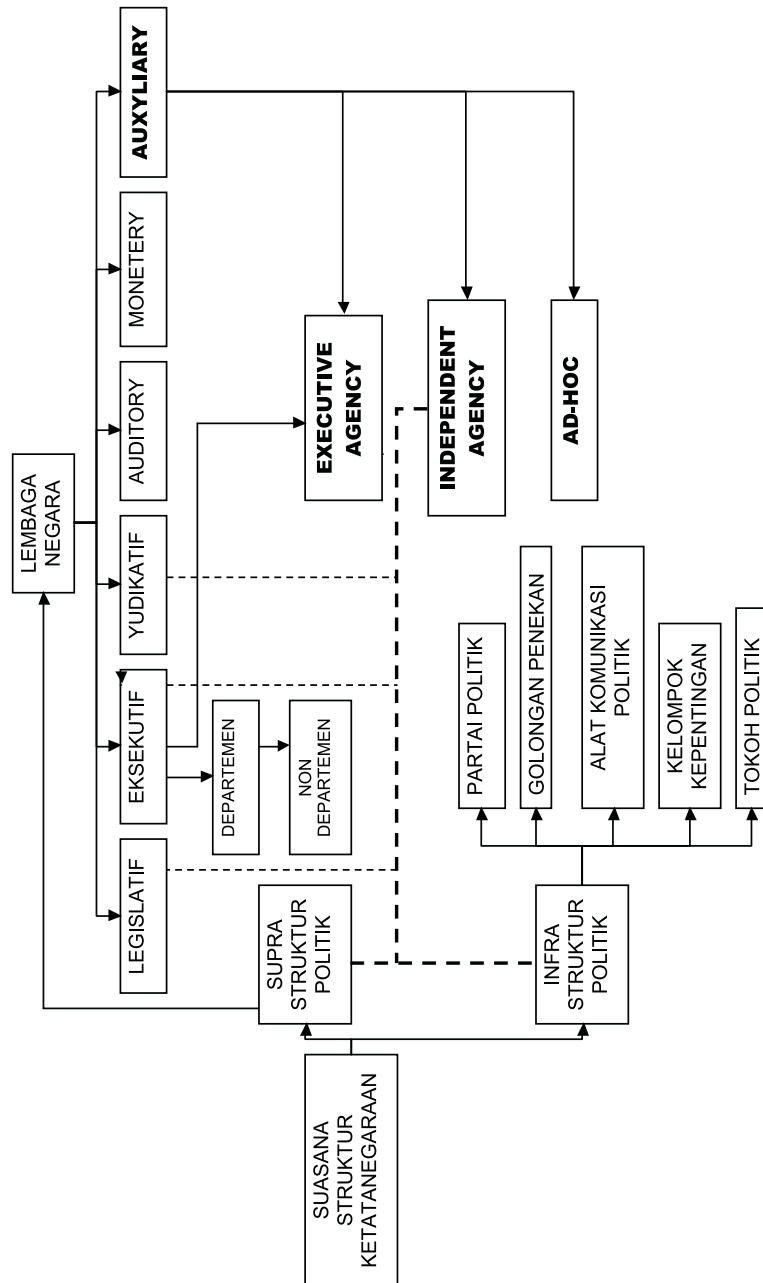 LEMBAGA
NEGARA
LEGISLATIF
EKSEKUTIF
YUDIKATIF
AUDITORY
MONETERY
AUXYLIARY
DEPARTEMEN
NON
DEPARTEMEN
SUPRA
STRUKTUR
POLITIK
EXECUTIVE
AGENCY
SUASANA
STRUKTUR
KETATANEGARAAN
INDEPENDENT
AGENCY
INFRA
STRUKTUR
POLITIK
AD-HOC
PARTAI POLITIK
GOLONGAN PENEKAN
ALAT KOMUNIKASI
POLITIK
KELOMPOK
KEPENTINGAN
TOKOH POLITIK